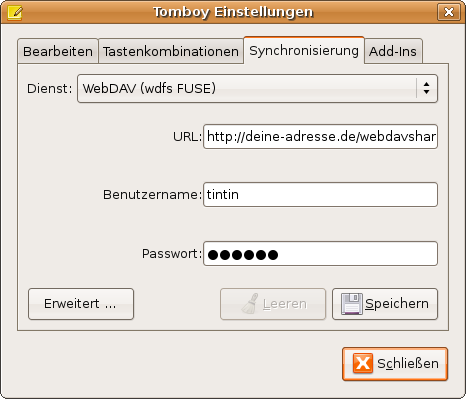 Tomboy Einstellungen
Bearbeiten Tastenkombinationen Synchronisierung Add-Ins
Dienst: WebDAV (wdfs FUSE)
URL: http://deine-adresse.de/webdavshar
Benutzername: tintin
Passwort: ●●●●●●
Erweitert ... Leeren Speichern
Schließen